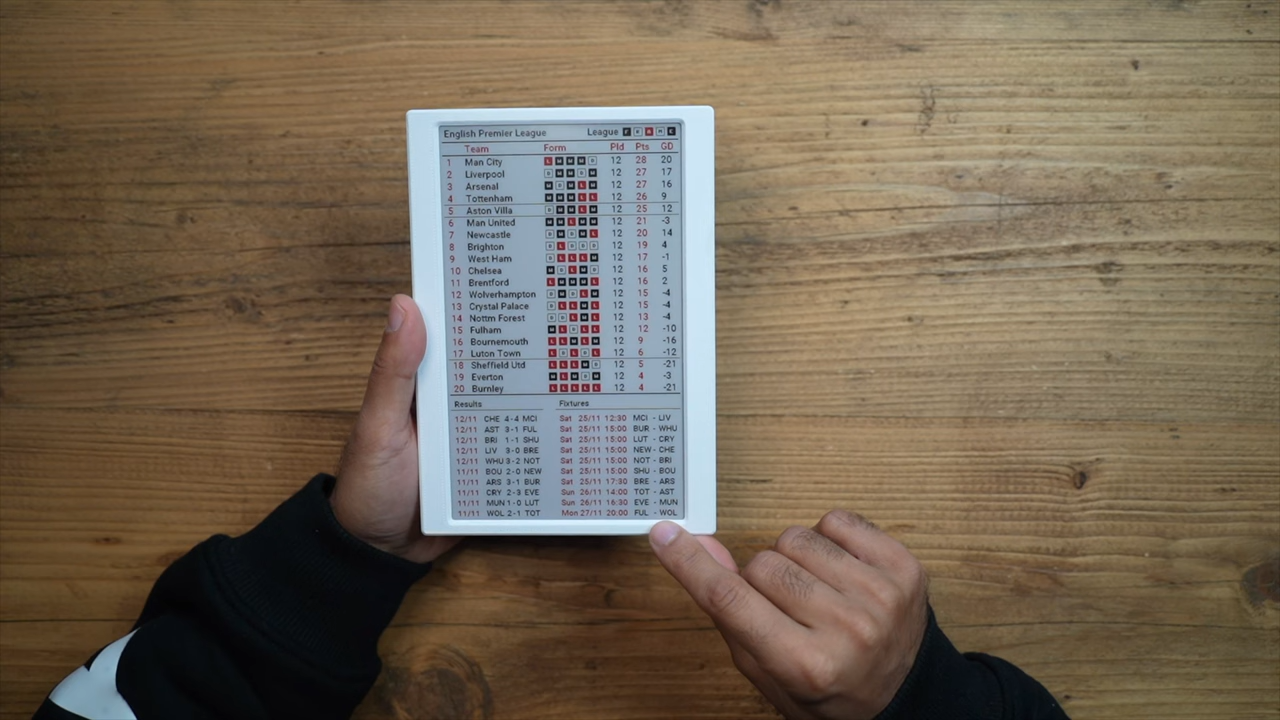 English Premier League League
Team Form Pld Pts GD
1 Man City 12 28 20
2 Liverpool 12 27 17
3 Arsenal 12 27 16
4 Tottenham 12 26 9
5 Aston Villa 12 25 12
6 Man United 12 21 -3
7 Newcastle 12 20 14
8 Brighton 12 19 4
9 West Ham 12 17 -1
10 Chelsea 12 16 5
11 Brentford 12 16 2
12 Wolverhampton 12 15 -4
13 Crystal Palace 12 15 -4
14 Nottm Forest 12 13 -4
15 Fulham 12 12 -10
16 Bournemouth 12 9 -16
17 Luton Town 12 6 -12
18 Sheffield Utd 12 5 -21
19 Everton 12 4 -3
20 Burnley 12 4 -21
Results Fixtures
12/11 CHE 4-4 MCI Sat 25/11 12:30 MCI - LIV
12/11 AST 3-1 FUL Sat 25/11 15:00 BUR - WHU
12/11 BRI 1-1 SHU Sat 25/11 15:00 LUT - CRY
12/11 LIV 3-0 BRE Sat 25/11 15:00 NEW - CHE
12/11 WHU 3-2 NOT Sat 25/11 15:00 NOT - BRI
11/11 BOU 2-0 NEW Sat 25/11 15:00 SHU - BOU
11/11 ARS 3-1 BUR Sat 25/11 17:30 BRE - ARS
11/11 CRY 2-3 EVE Sun 26/11 14:00 TOT - AST
11/11 MUN 1-0 LUT Sun 26/11 16:30 EVE - MUN
11/11 WOL 2-1 TOT Mon 27/11 20:00 FUL - WOL